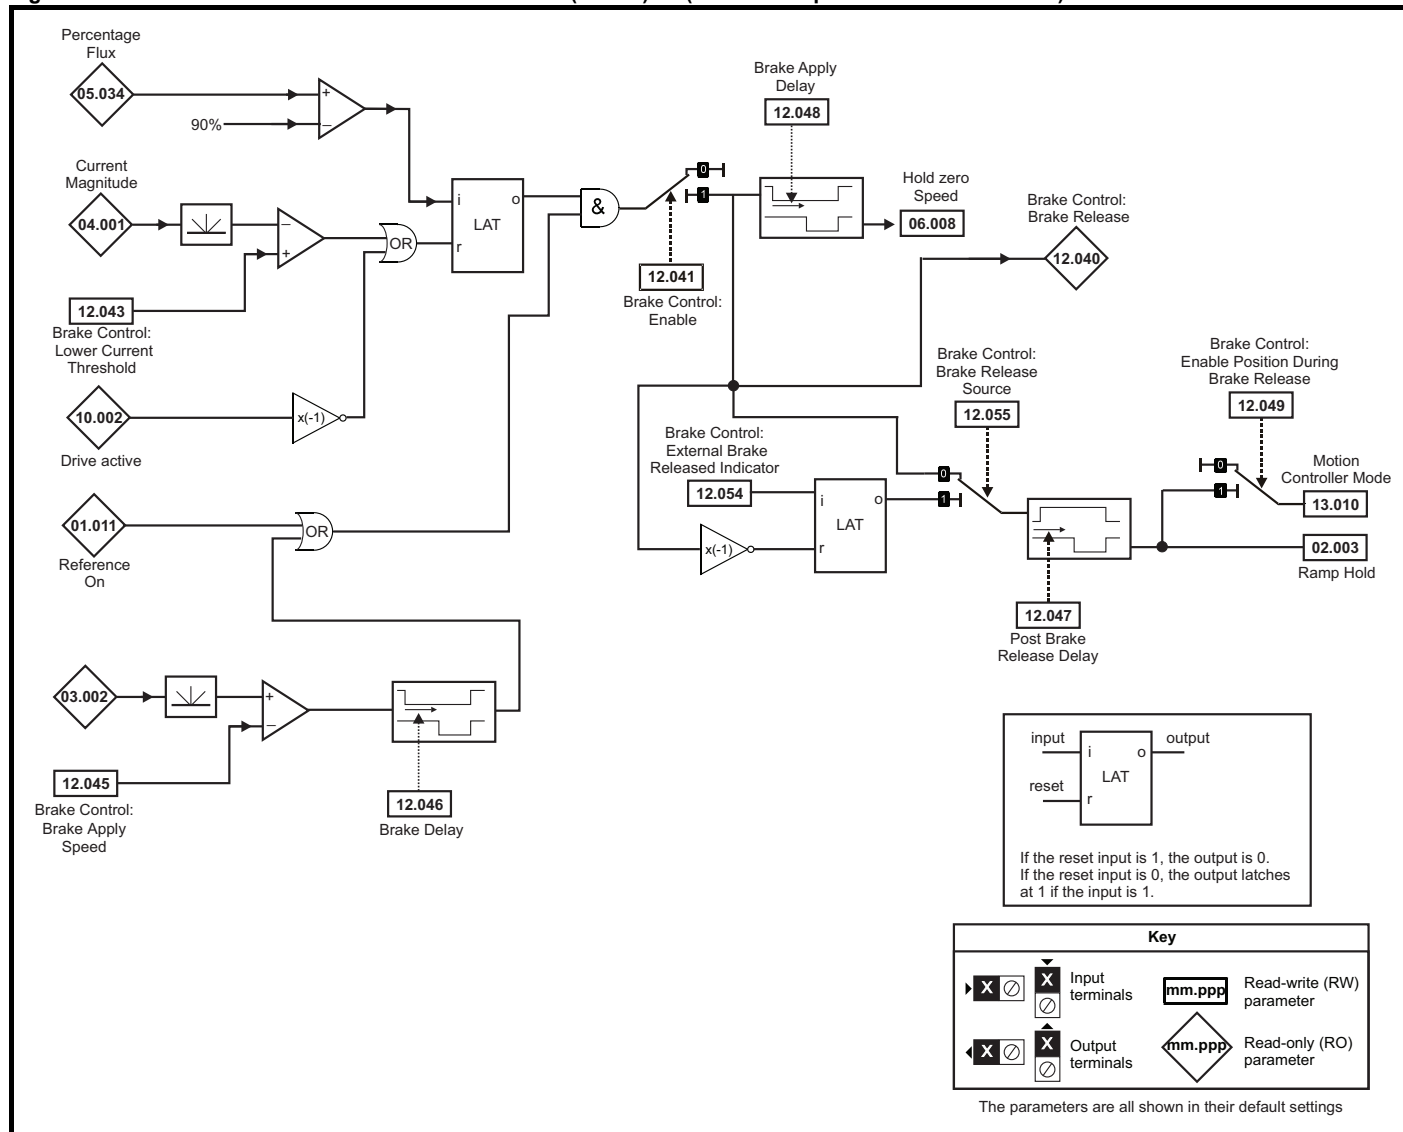 Percentage
Flux
05.034
+
90%
–
Current
Magnitude
04.001
–
+
OR
i
o
LAT
r
&
12.043
Brake Control:
Lower Current
Threshold
10.002
x(-1)
Drive active
01.011
Reference
On
OR
03.002
+
–
12.045
Brake Control:
Brake Apply
Speed
12.046
Brake Delay
0
1
12.041
Brake Control:
Enable
Brake Apply
Delay
12.048
Hold zero
Speed
06.008
Brake Control:
Brake Release
12.040
Brake Control:
External Brake
Released Indicator
12.054
x(-1)
i
o
LAT
r
Brake Control:
Brake Release
Source
12.055
0
1
12.047
Post Brake
Release Delay
Brake Control:
Enable Position During
Brake Release
12.049
0
1
Motion
Controller Mode
13.010
02.003
Ramp Hold
input
i
o
output
LAT
reset
r
If the reset input is 1, the output is 0.
If the reset input is 0, the output latches
at 1 if the input is 1.
Key
X
X
Input
terminals
mm.ppp
Read-write (RW)
parameter
X
X
Output
terminals
mm.ppp
Read-only (RO)
parameter
The parameters are all shown in their default settings